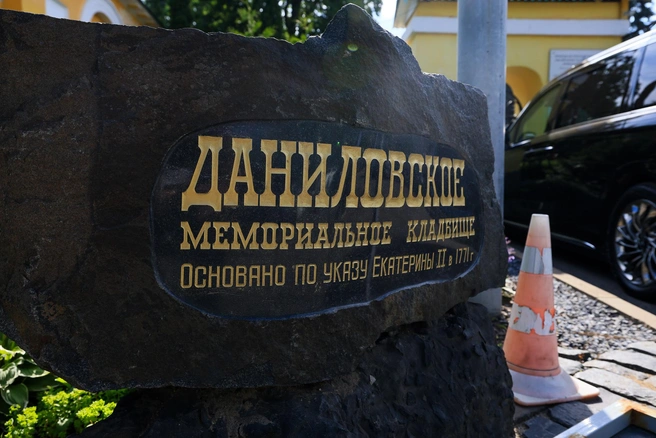 ДАНИЛОВСКОЕ
МЕМОРИАЛЬНОЕ КЛАДБИЩЕ
ОСНОВАНО ПО УКАЗУ ЕКАТЕРИНЫ II в 1771г